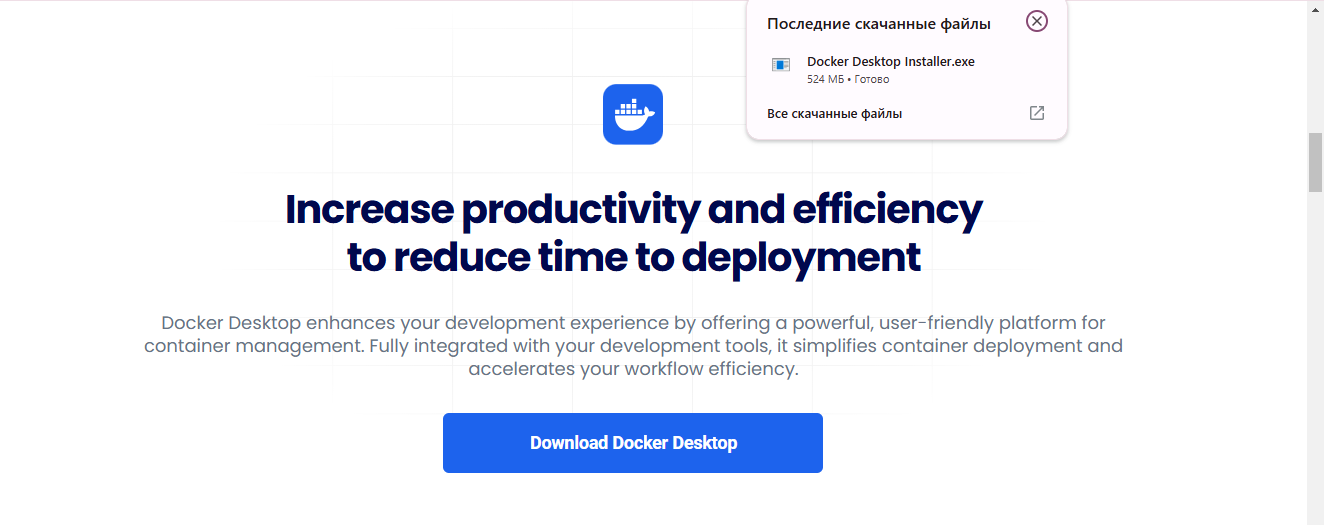 Последние скачанные файлы
Docker Desktop Installer.exe
524 МБ • Готово
Все скачанные файлы
Increase productivity and efficiency
to reduce time to deployment
Docker Desktop enhances your development experience by offering a powerful, user-friendly platform for
container management. Fully integrated with your development tools, it simplifies container deployment and
accelerates your workflow efficiency.
Download Docker Desktop